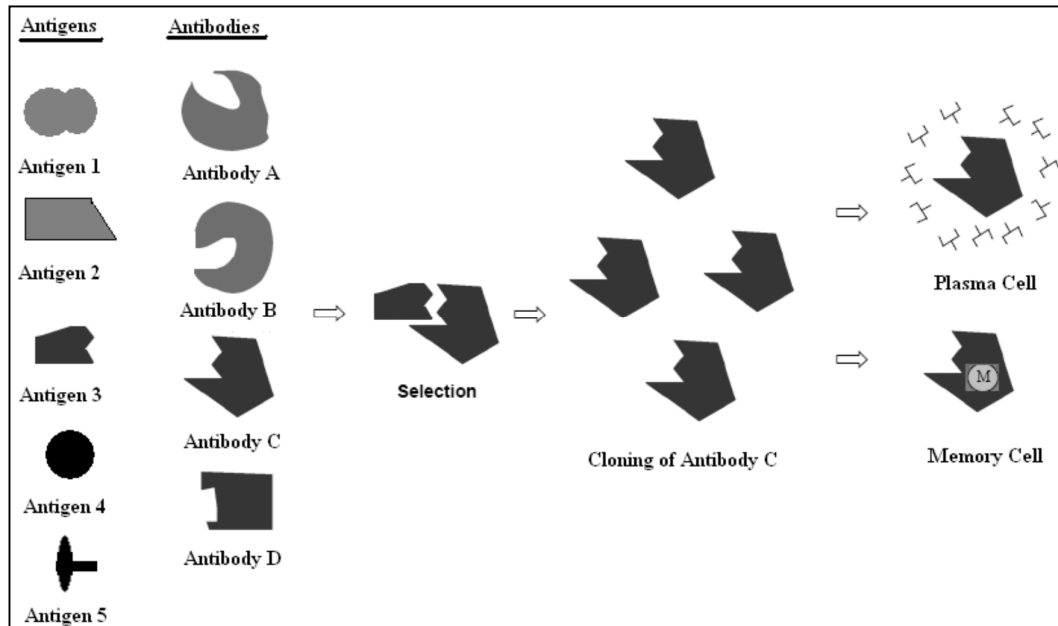 Antigens
Antibodies
Antigen 1
Antibody A
Antigen 2
Antibody B
Antigen 3
Antibody C
Antigen 4
Antibody D
Antigen 5
Selection
Cloning of Antibody C
Plasma Cell
M
Memory Cell